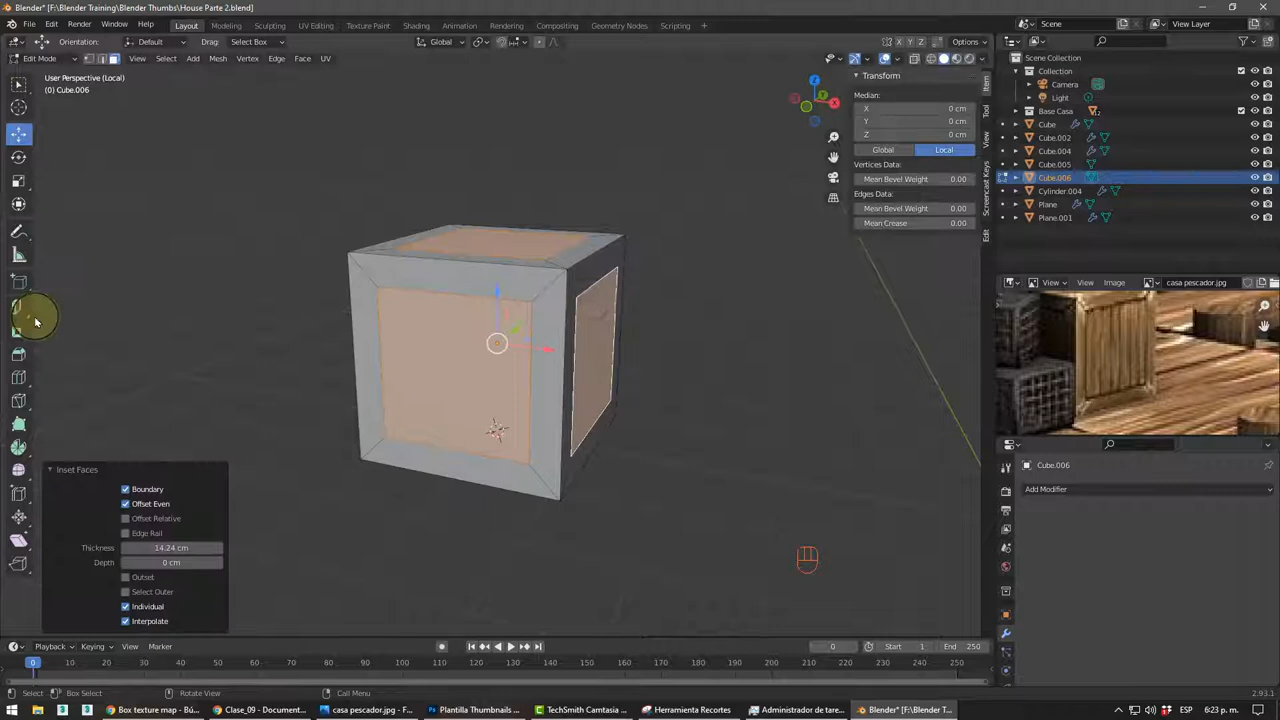 Blender* [F:\Blender Training\Blender Thumbs\House Parte 2.blend]
File Edit Render Window Help Layout Modeling Sculpting UV Editing Texture Paint Shading Animation Rendering Compositing Geometry Nodes Scripting + Scene View Layer
Orientation: Default Drag: Select Box Global X Y Z Options
Edit Mode View Select Add Mesh Vertex Edge Face UV
User Perspective (Local)
(0) Cube.006
Transform
Median:
X 0 cm
Y 0 cm
Z 0 cm
Global Local
Vertices Data:
Mean Bevel Weight 0.00
Edges Data:
Mean Bevel Weight 0.00
Mean Crease 0.00
Item
Tool
View
Screencast Keys
Edit
Scene Collection
Collection
Camera
Light
Base Casa
Cube
Cube.002
Cube.004
Cube.005
Cube.006
Cylinder.004
Plane
Plane.001
View View Image casa pescador.jpg
Cube.006
Add Modifier
Inset Faces
Boundary
Offset Even
Offset Relative
Edge Rail
Thickness 14.24 cm
Depth 0 cm
Outset
Select Outer
Individual
Interpolate
Playback Keying View Marker 0 Start 1 End 250
0 10 20 30 40 50 60 70 80 90 100 110 120 130 140 150 160 170 180 190 200 210 220 230 240 250
Select Box Select Rotate View Call Menu 2.93.1
Box texture map - Bl... Clase_09 - Document... casa pescador.jpg - F... Plantilla Thumbnails ... TechSmith Camtasia ... Herramienta Recortes Administrador de tare... Blender* [F:\Blender T... ESP 6:23 p. m.